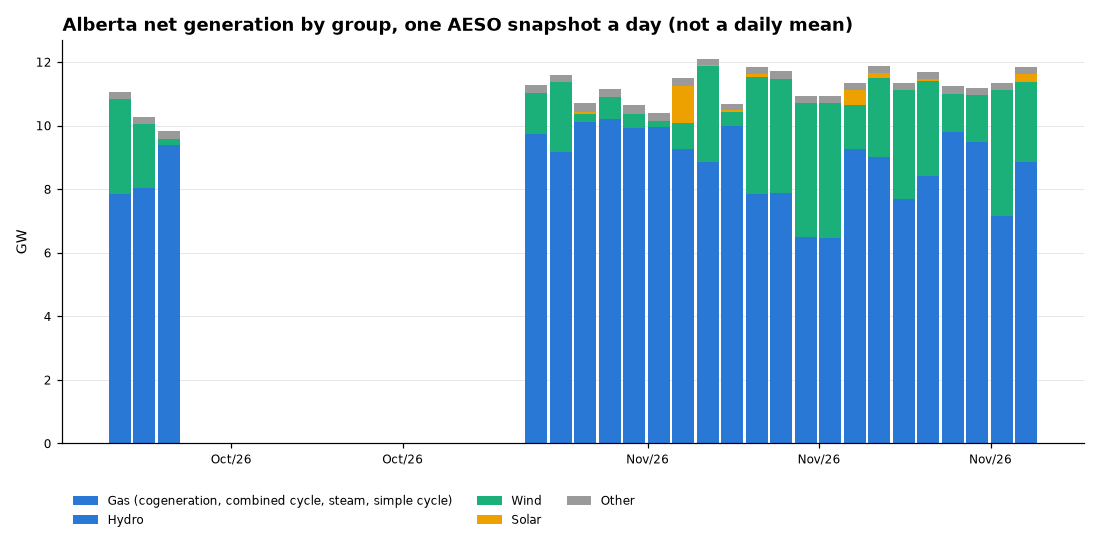 Alberta net generation by group, one AESO snapshot a day (not a daily mean)
GW
12
10
8
6
4
2
0
Oct/26 Oct/26 Nov/26 Nov/26 Nov/26
Gas (cogeneration, combined cycle, steam, simple cycle) Wind Other
Hydro Solar